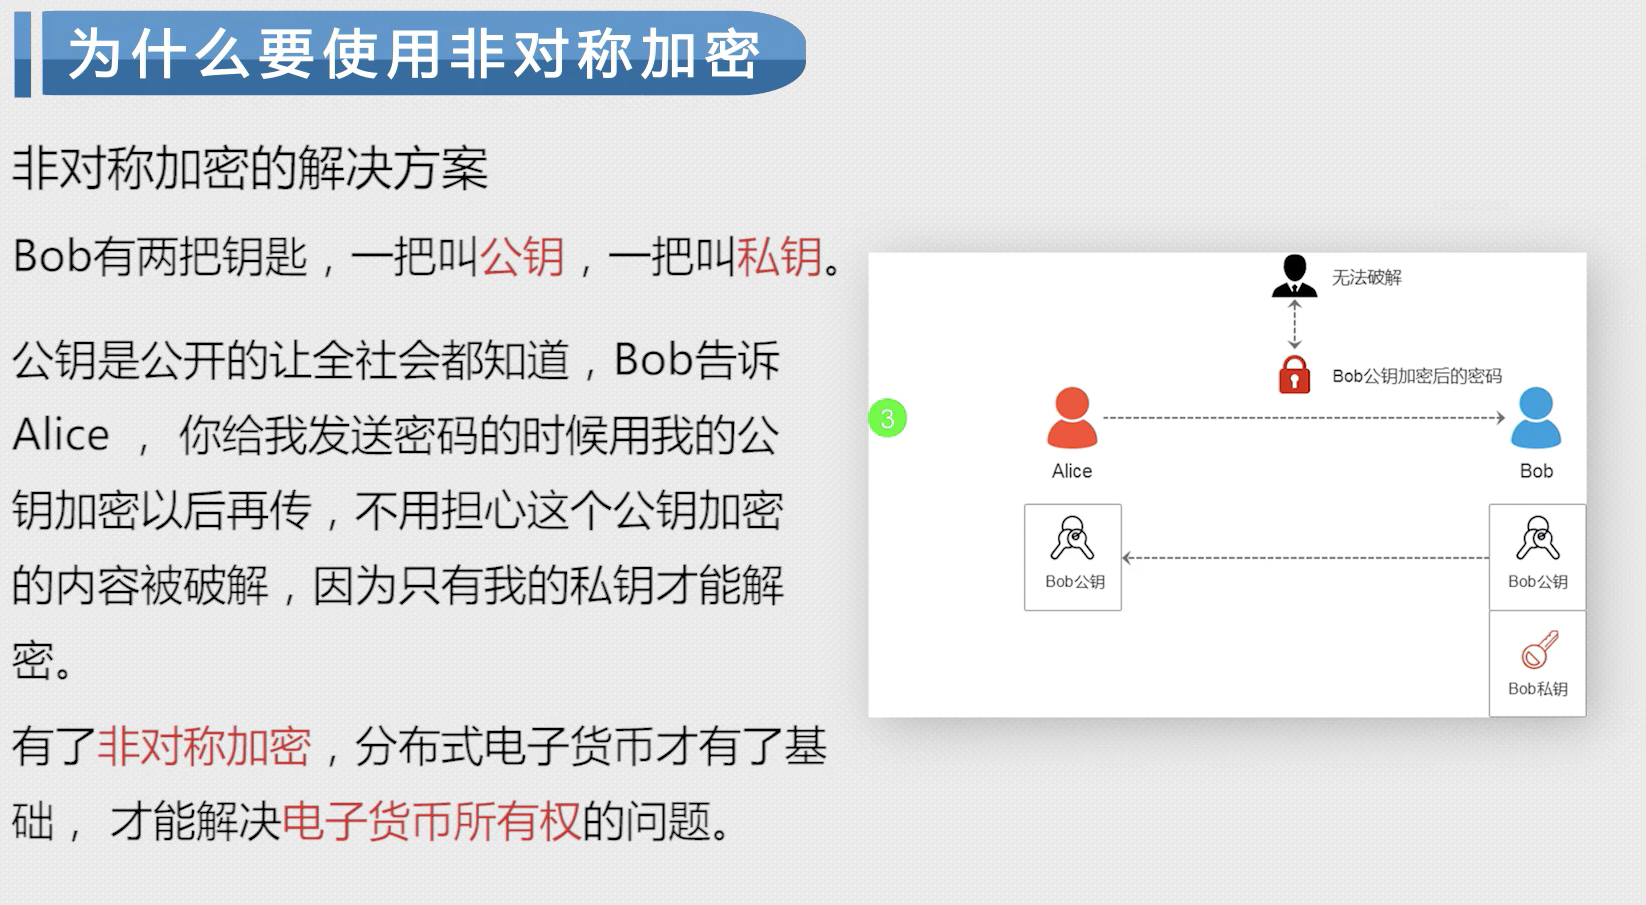 为什么要使用非对称加密
非对称加密的解决方案
Bob有两把钥匙，一把叫公钥，一把叫私钥。
公钥是公开的让全社会都知道，Bob告诉
Alice ， 你给我发送密码的时候用我的公
钥加密以后再传，不用担心这个公钥加密
的内容被破解，因为只有我的私钥才能解
密。
有了非对称加密，分布式电子货币才有了基
础， 才能解决电子货币所有权的问题。
无法破解
Bob公钥加密后的密码
3
Alice
Bob
Bob公钥
Bob公钥
Bob私钥